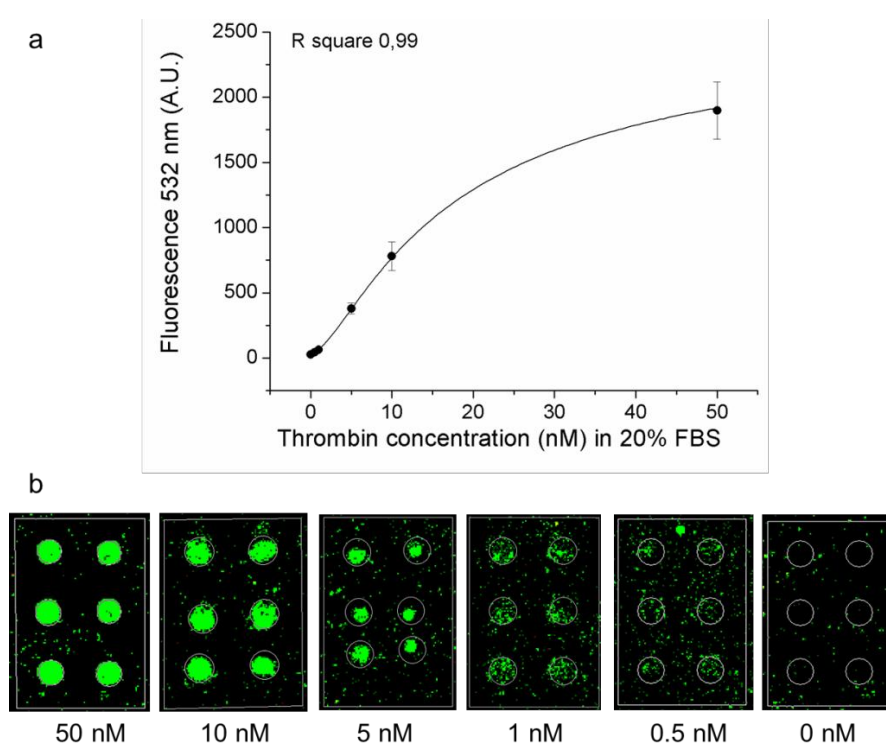 a
R square 0,99
2500
2000
1500
1000
500
0
Fluorescence 532 nm (A.U.)
0 10 20 30 40 50
Thrombin concentration (nM) in 20% FBS
b
50 nM 10 nM 5 nM 1 nM 0.5 nM 0 nM